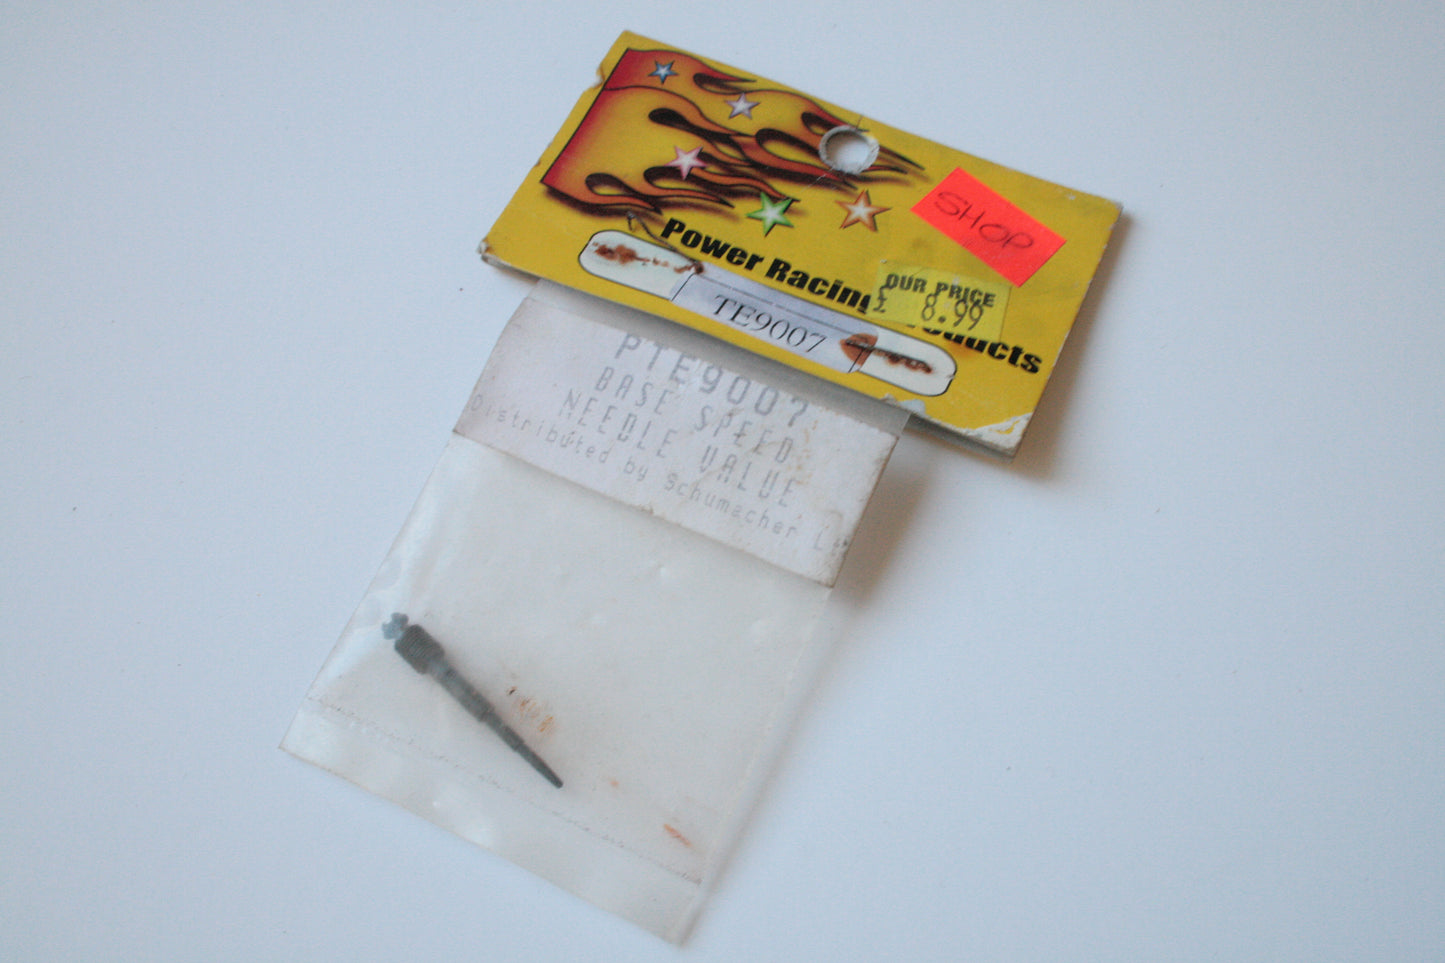 SHOP
Power Racing Products
OUR PRICE
£ 8.99
TE9007
PTE9007
BASE SPEED
NEEDLE VALUE
Distributed by Schumacher